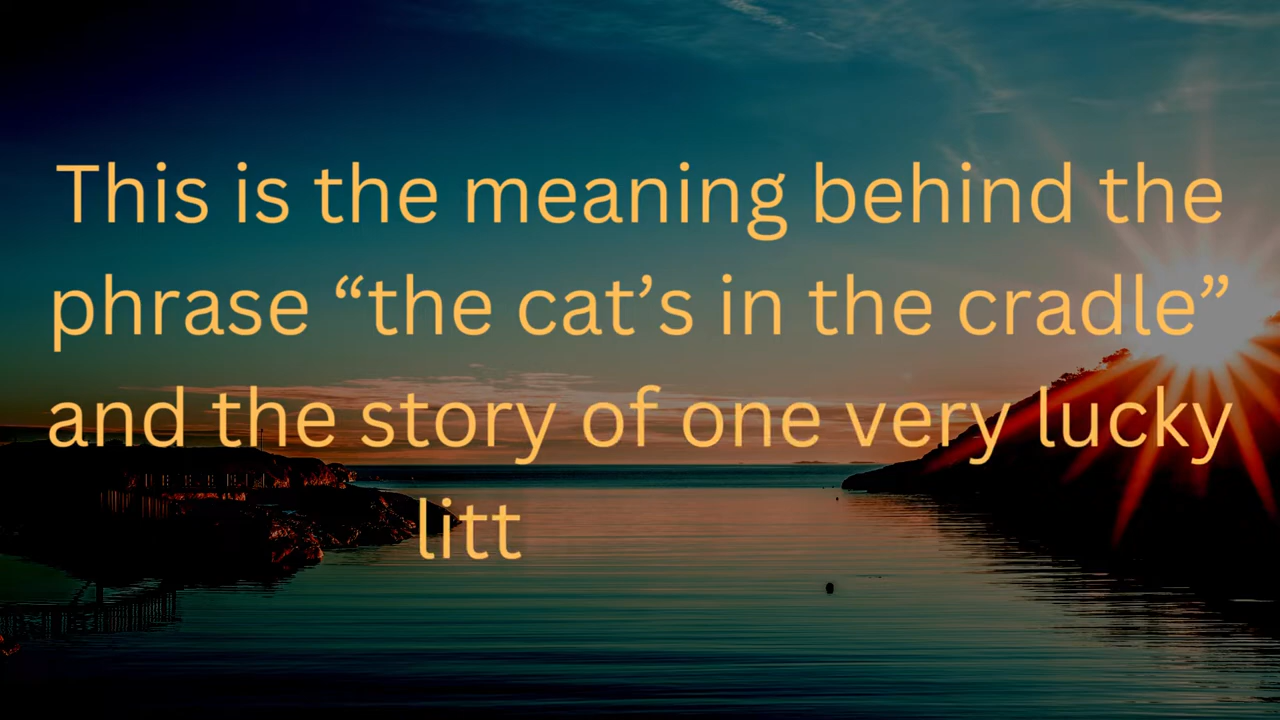 This is the meaning behind the
phrase “the cat’s in the cradle”
and the story of one very lucky
litt